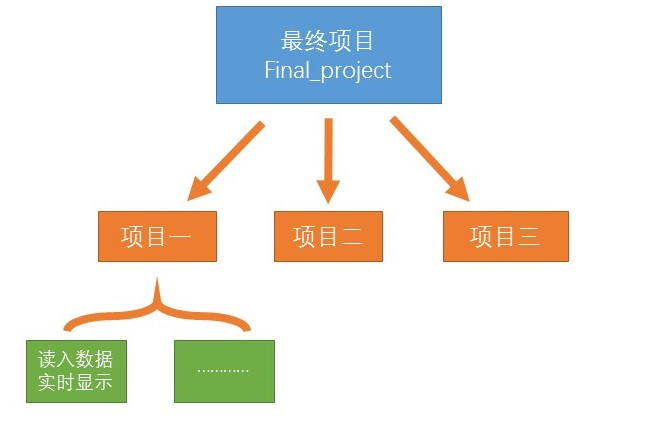 最终项目
Final_project
项目一
项目二
项目三
读入数据
实时显示
…………